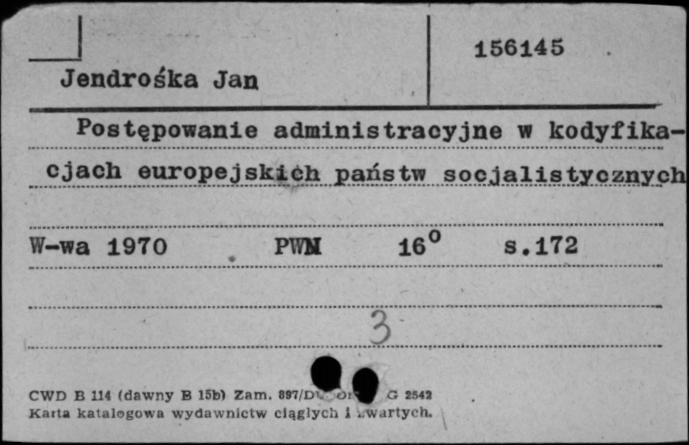 156145
Jendrośka Jan
Postępowanie administracyjne w kodyfika-
cjach europejskich państw socjalistycznych
W-wa 1970 PWN 16° s.172
3
CWD B 114 (dawny B 15b) Zam. 897/D G 2542
Karta katalogowa wydawnictw ciągłych i zwartych.